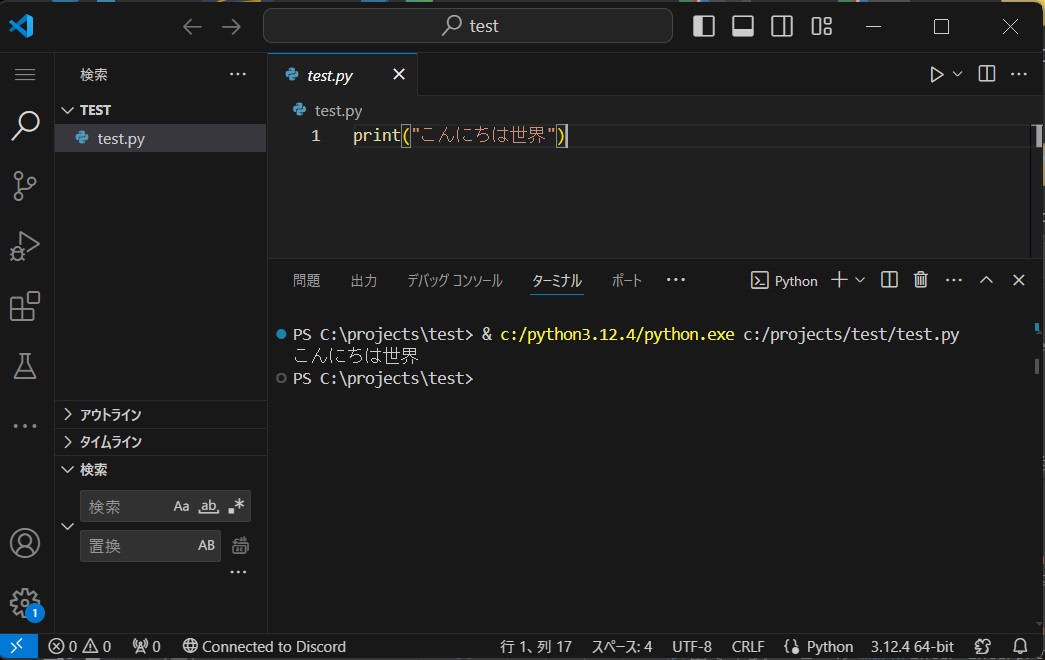 test
検索
TEST
test.py
アウトライン
タイムライン
検索
検索 Aa ab
置換 AB
test.py
test.py
1 print("こんにちは世界")
問題 出力 デバッグ コンソール ターミナル ポート Python
PS C:\projects\test> & c:/python3.12.4/python.exe c:/projects/test/test.py
こんにちは世界
PS C:\projects\test>
1
0 0 0 Connected to Discord 行 1、列 17 スペース: 4 UTF-8 CRLF Python 3.12.4 64-bit